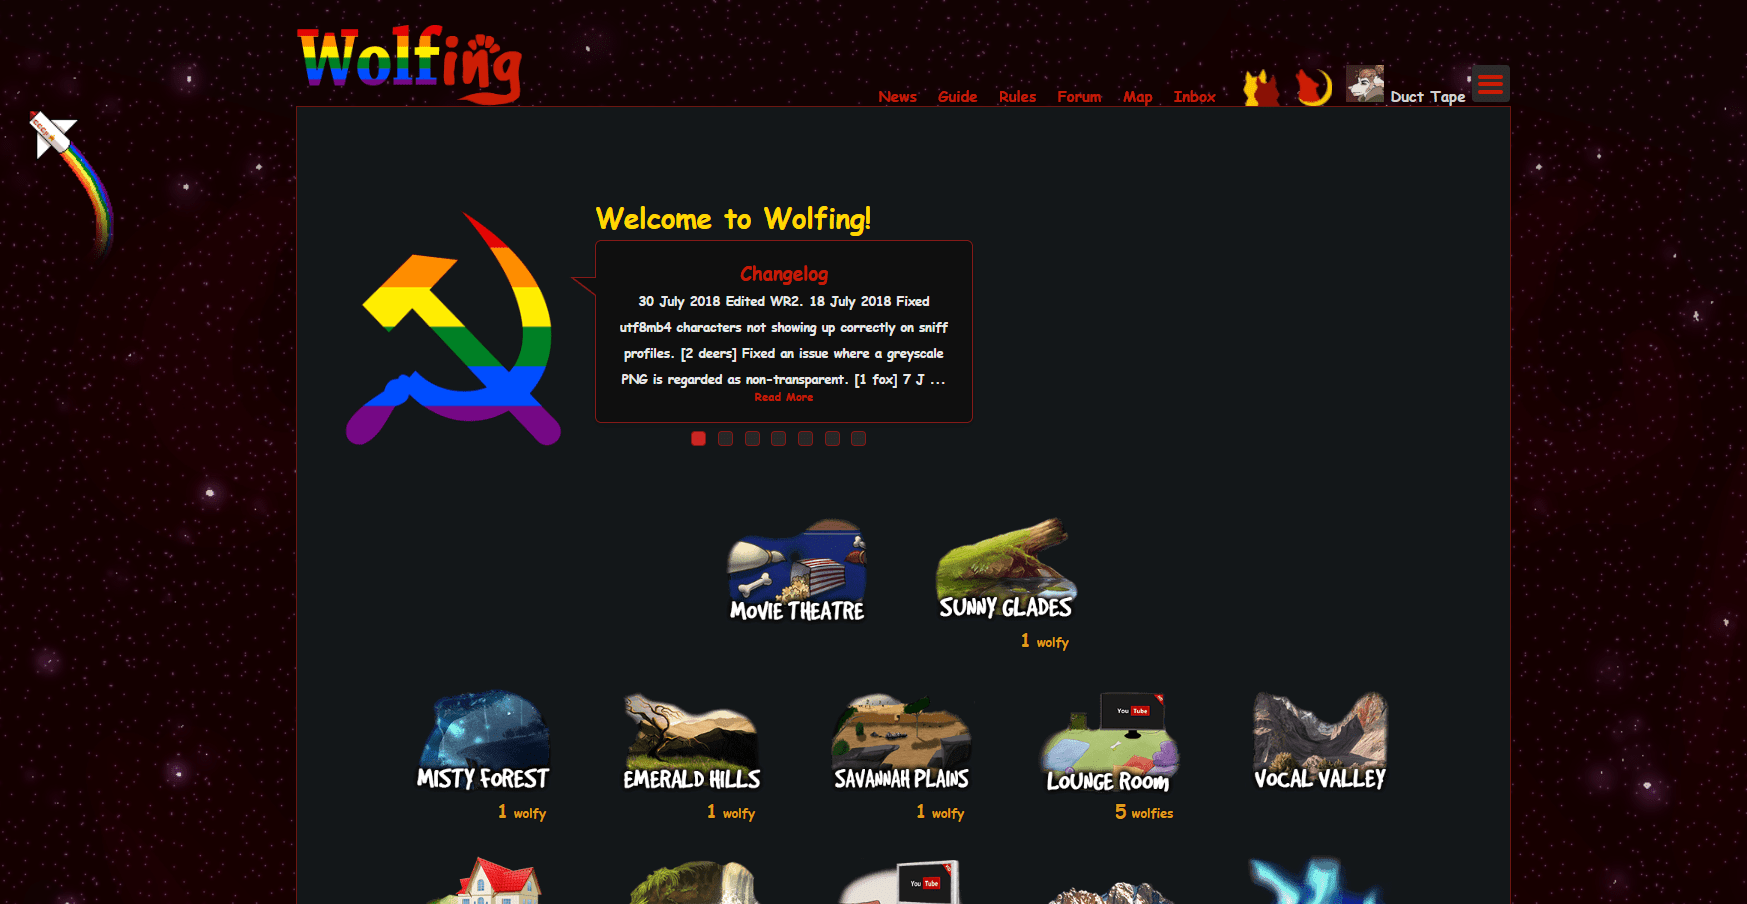 Wolfing
News Guide Rules Forum Map Inbox Duct Tape
Welcome to Wolfing!
Changelog
30 July 2018 Edited WR2. 18 July 2018 Fixed
utf8mb4 characters not showing up correctly on sniff
profiles. [2 deers] Fixed an issue where a greyscale
PNG is regarded as non-transparent. [1 fox] 7 J ...
Read More
MOVIE THEATRE
SUNNY GLADES
1 wolfy
MISTY FOREST
EMERALD HILLS
SAVANNAH PLAINS
You Tube
LOUNGE ROOM
VOCAL VALLEY
1 wolfy
1 wolfy
1 wolfy
5 wolfies
You Tube